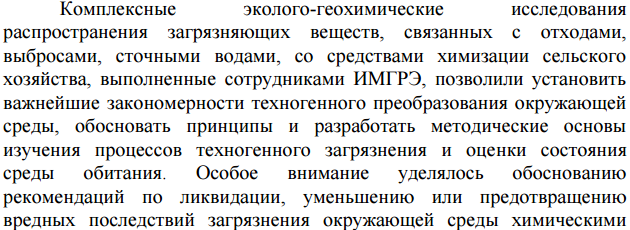 Комплексные эколого-геохимические исследования
распространения загрязняющих веществ, связанных с отходами,
выбросами, сточными водами, со средствами химизации сельского
хозяйства, выполненные сотрудниками ИМГРЭ, позволили установить
важнейшие закономерности техногенного преобразования окружающей
среды, обосновать принципы и разработать методические основы
изучения процессов техногенного загрязнения и оценки состояния
среды обитания. Особое внимание уделялось обоснованию
рекомендаций по ликвидации, уменьшению или предотвращению
вредных последствий загрязнения окружающей среды химическими